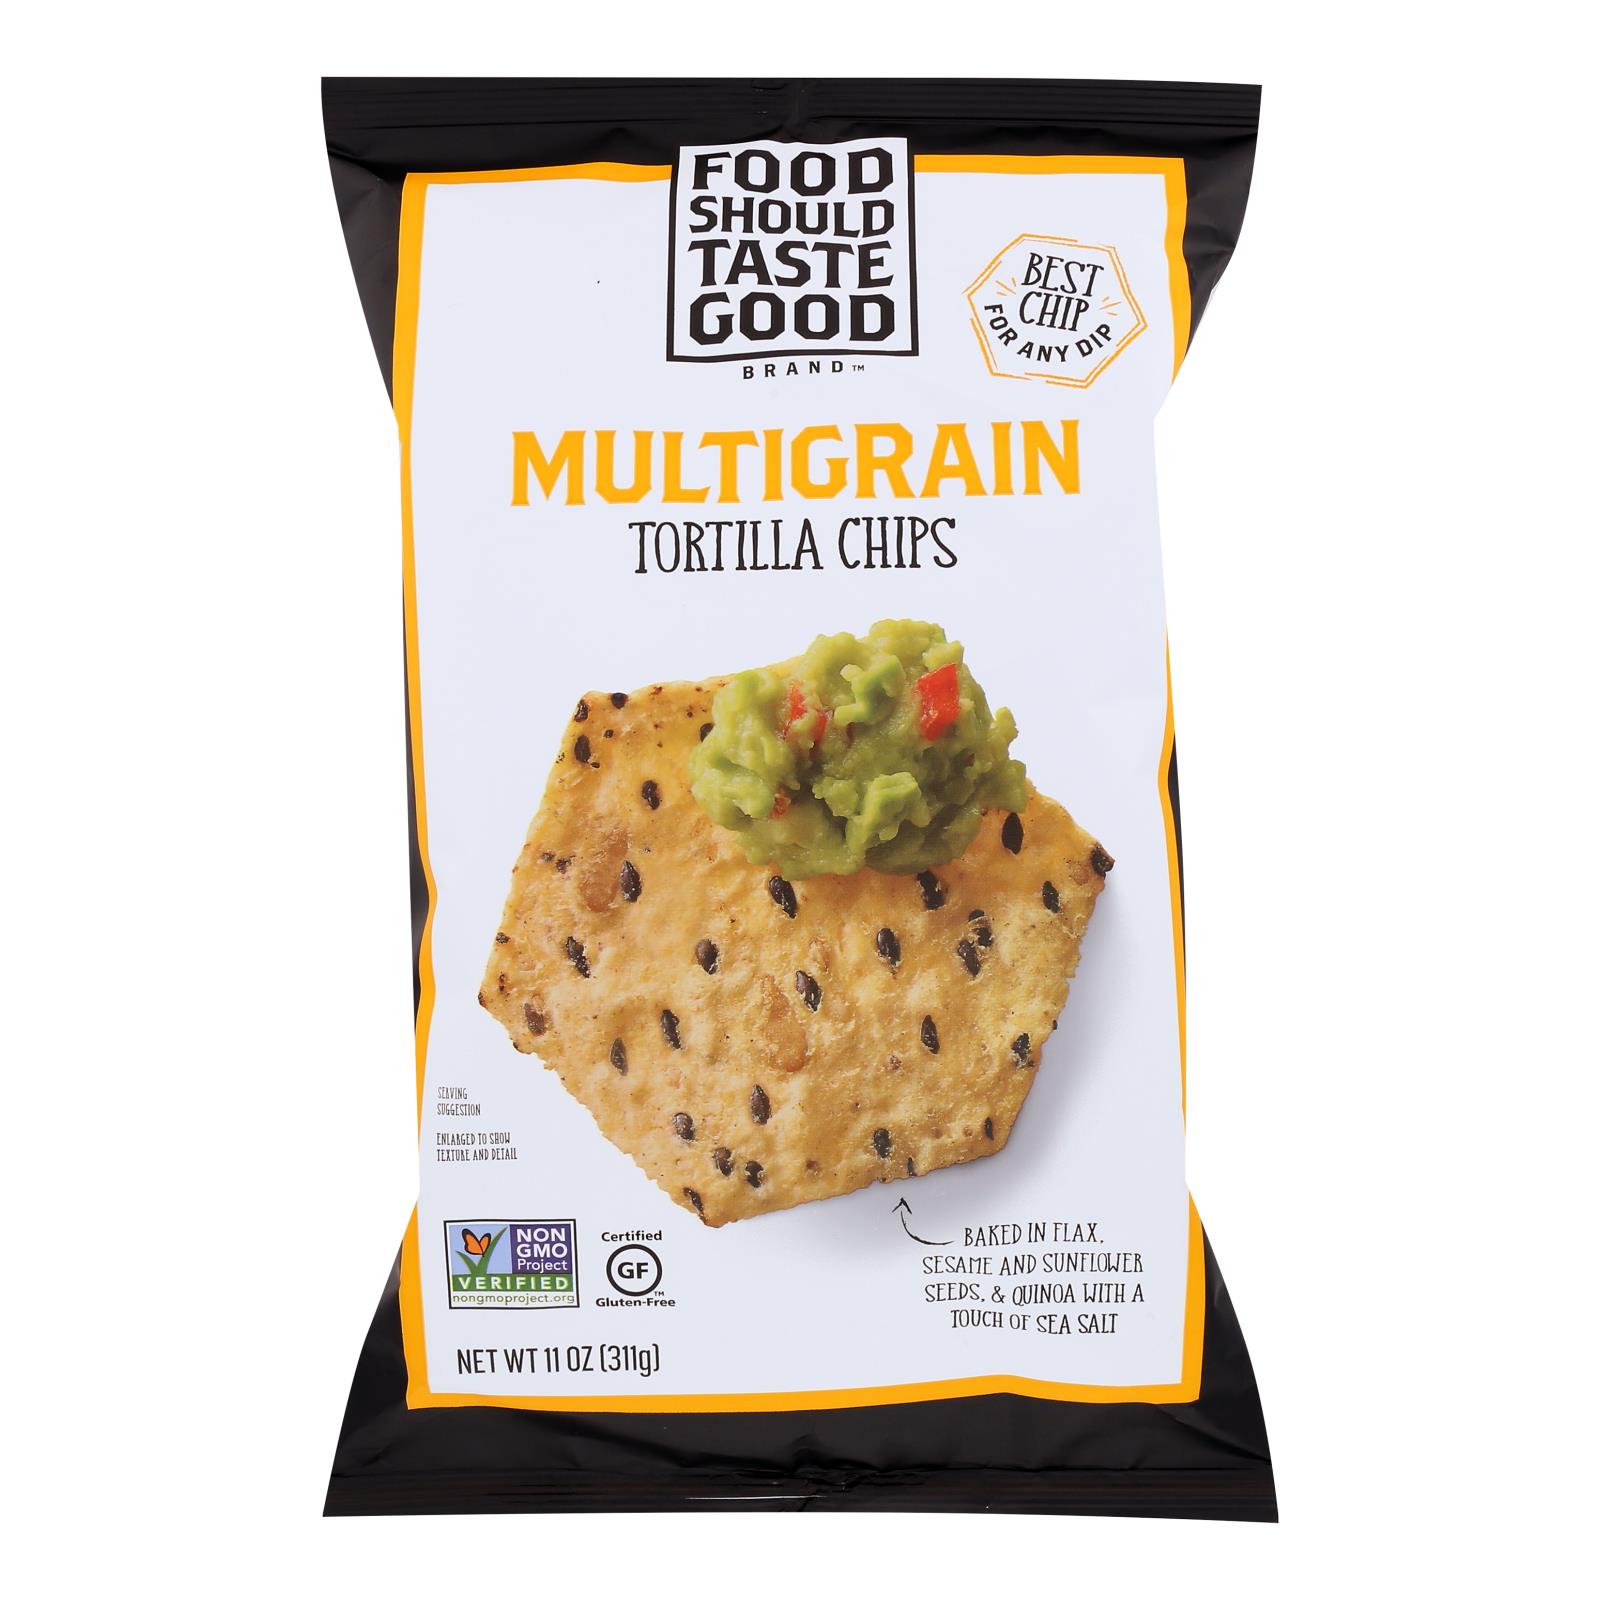 FOOD
SHOULD
TASTE
GOOD
BRAND™
BEST
CHIP
FOR ANY DIP
MULTIGRAIN
TORTILLA CHIPS
SERVING
SUGGESTION
ENLARGED TO SHOW
TEXTURE AND DETAIL
NON
GMO
Project
VERIFIED
nongmoproject.org
Certified
GF™
Gluten-Free
BAKED IN FLAX,
SESAME AND SUNFLOWER
SEEDS, & QUINOA WITH A
TOUCH OF SEA SALT
NET WT 11 OZ (311g)